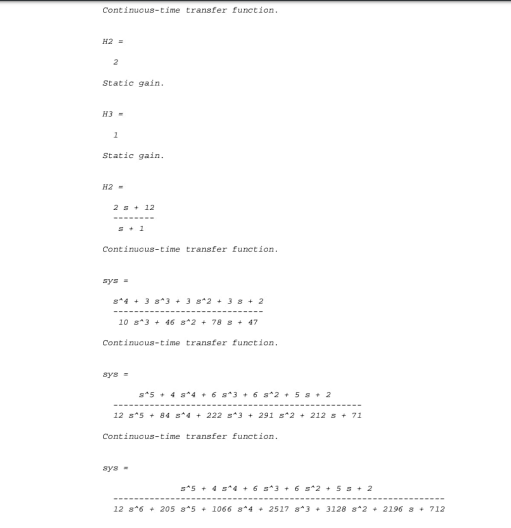 Continuous-time transfer function.
H2 =
2
Static gain.
H3 =
1
Static gain.
H2 =
2 s + 12
--------
s + 1
Continuous-time transfer function.
sys =
s^4 + 3 s^3 + 3 s^2 + 3 s + 2
-----------------------------
10 s^3 + 46 s^2 + 78 s + 47
Continuous-time transfer function.
sys =
s^5 + 4 s^4 + 6 s^3 + 6 s^2 + 5 s + 2
------------------------------------------------
12 s^5 + 84 s^4 + 222 s^3 + 291 s^2 + 212 s + 71
Continuous-time transfer function.
sys =
s^5 + 4 s^4 + 6 s^3 + 6 s^2 + 5 s + 2
----------------------------------------------------------------
12 s^6 + 205 s^5 + 1066 s^4 + 2517 s^3 + 3128 s^2 + 2196 s + 712